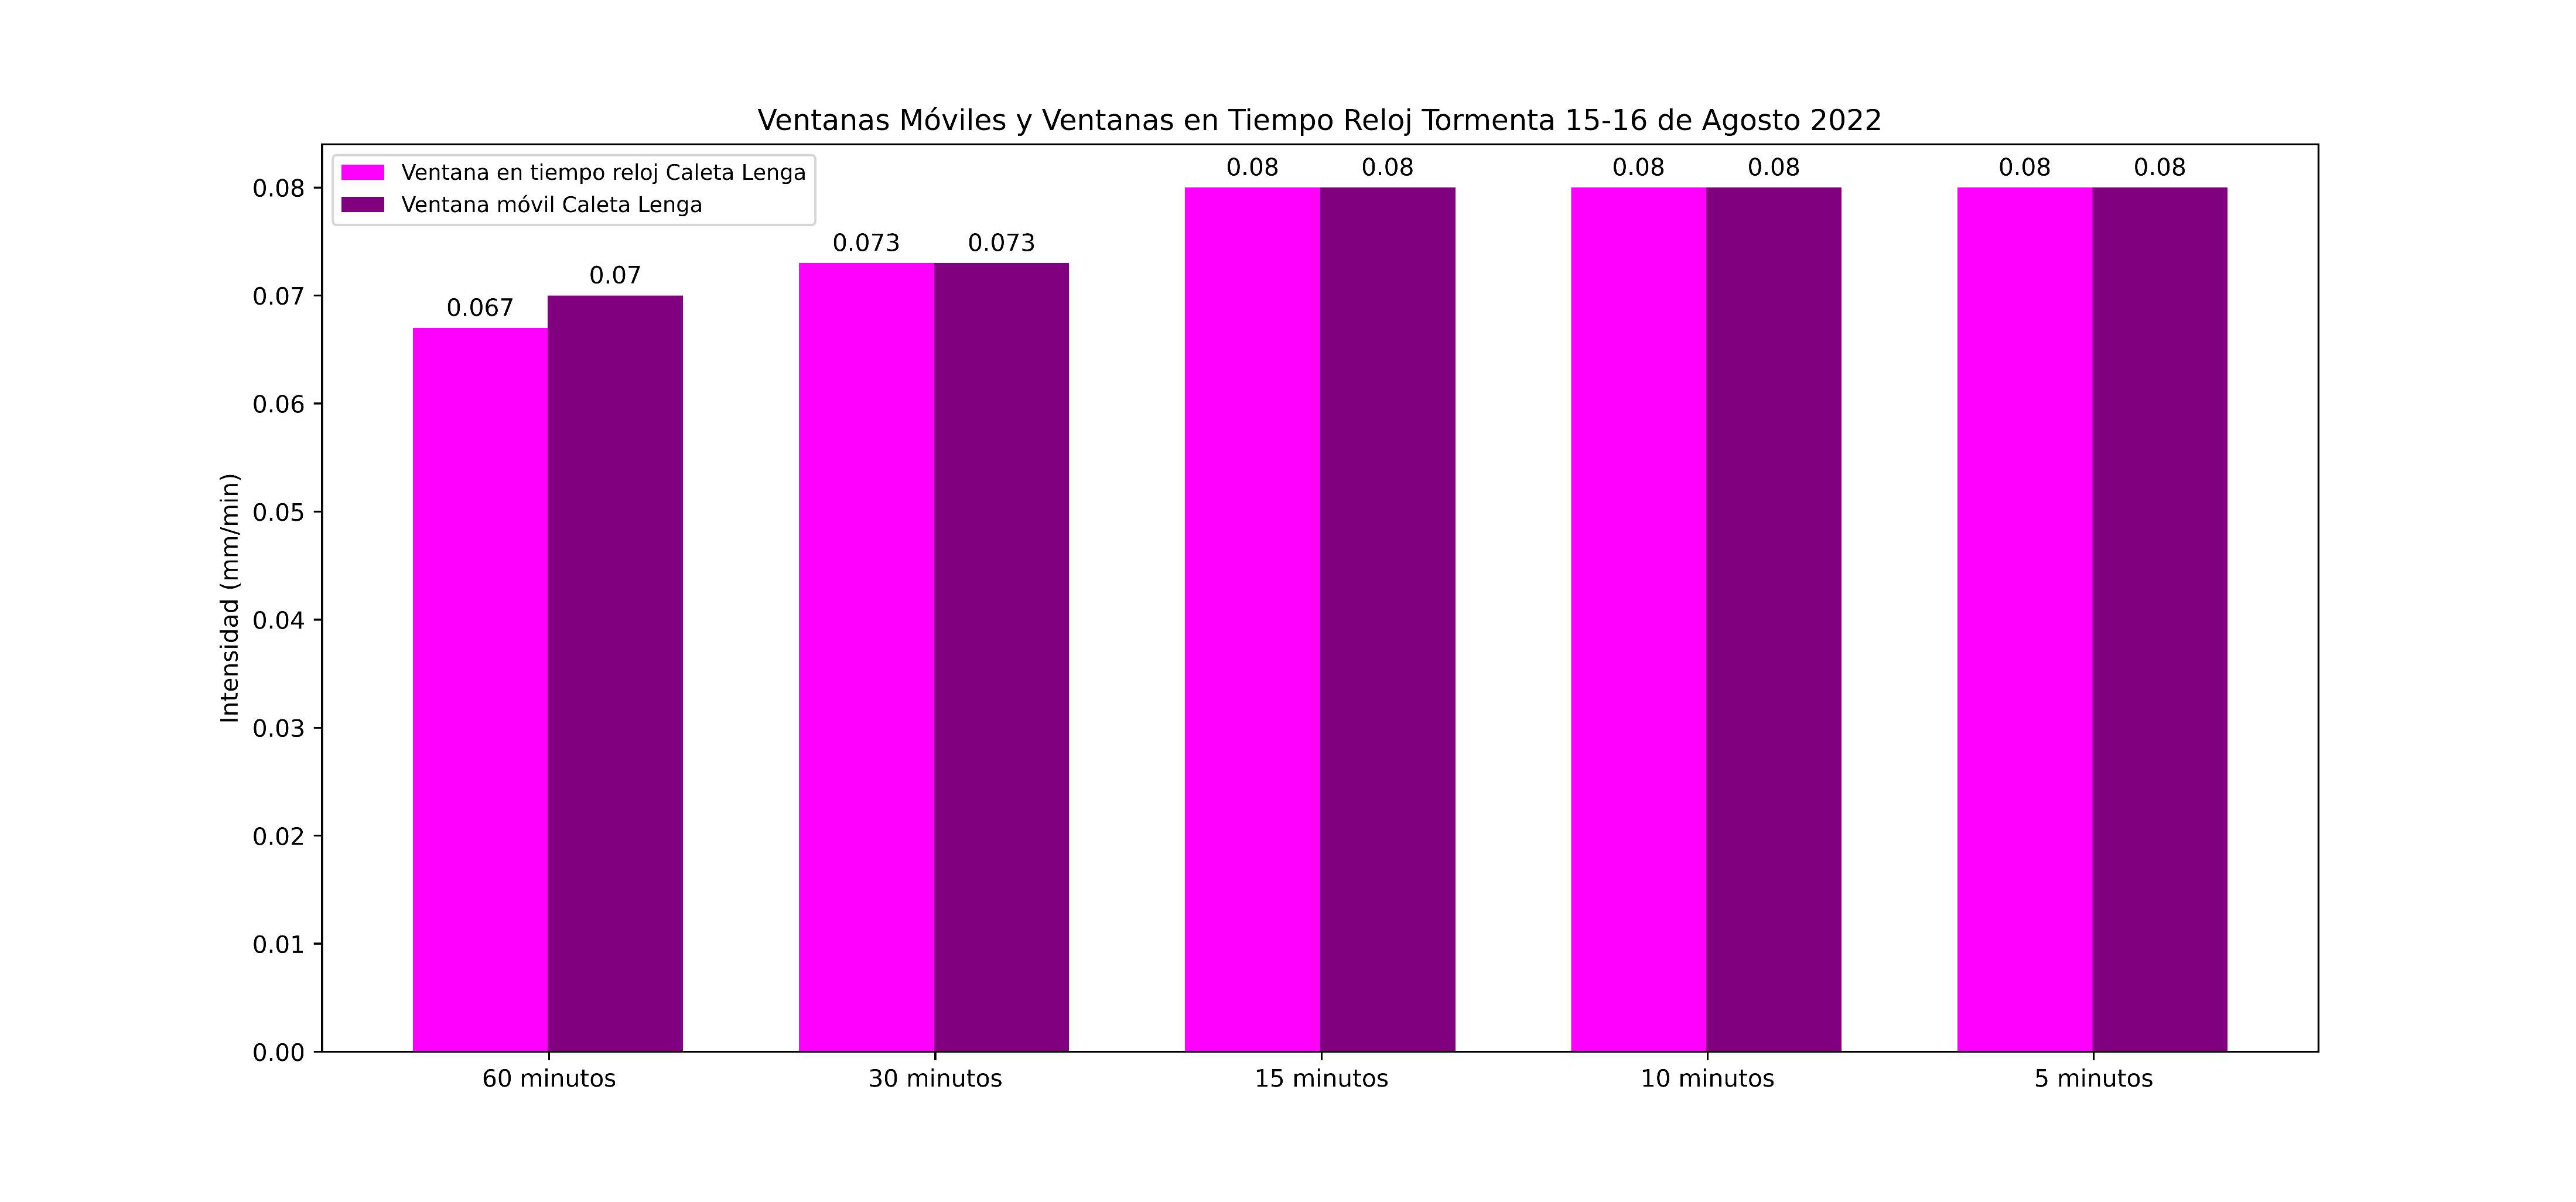 Ventanas Móviles y Ventanas en Tiempo Reloj Tormenta 15-16 de Agosto 2022
Ventana en tiempo reloj Caleta Lenga
Ventana móvil Caleta Lenga
0.067
0.07
0.073
0.073
0.08
0.08
0.08
0.08
0.08
0.08
Intensidad (mm/min)
0.08
0.07
0.06
0.05
0.04
0.03
0.02
0.01
0.00
60 minutos
30 minutos
15 minutos
10 minutos
5 minutos